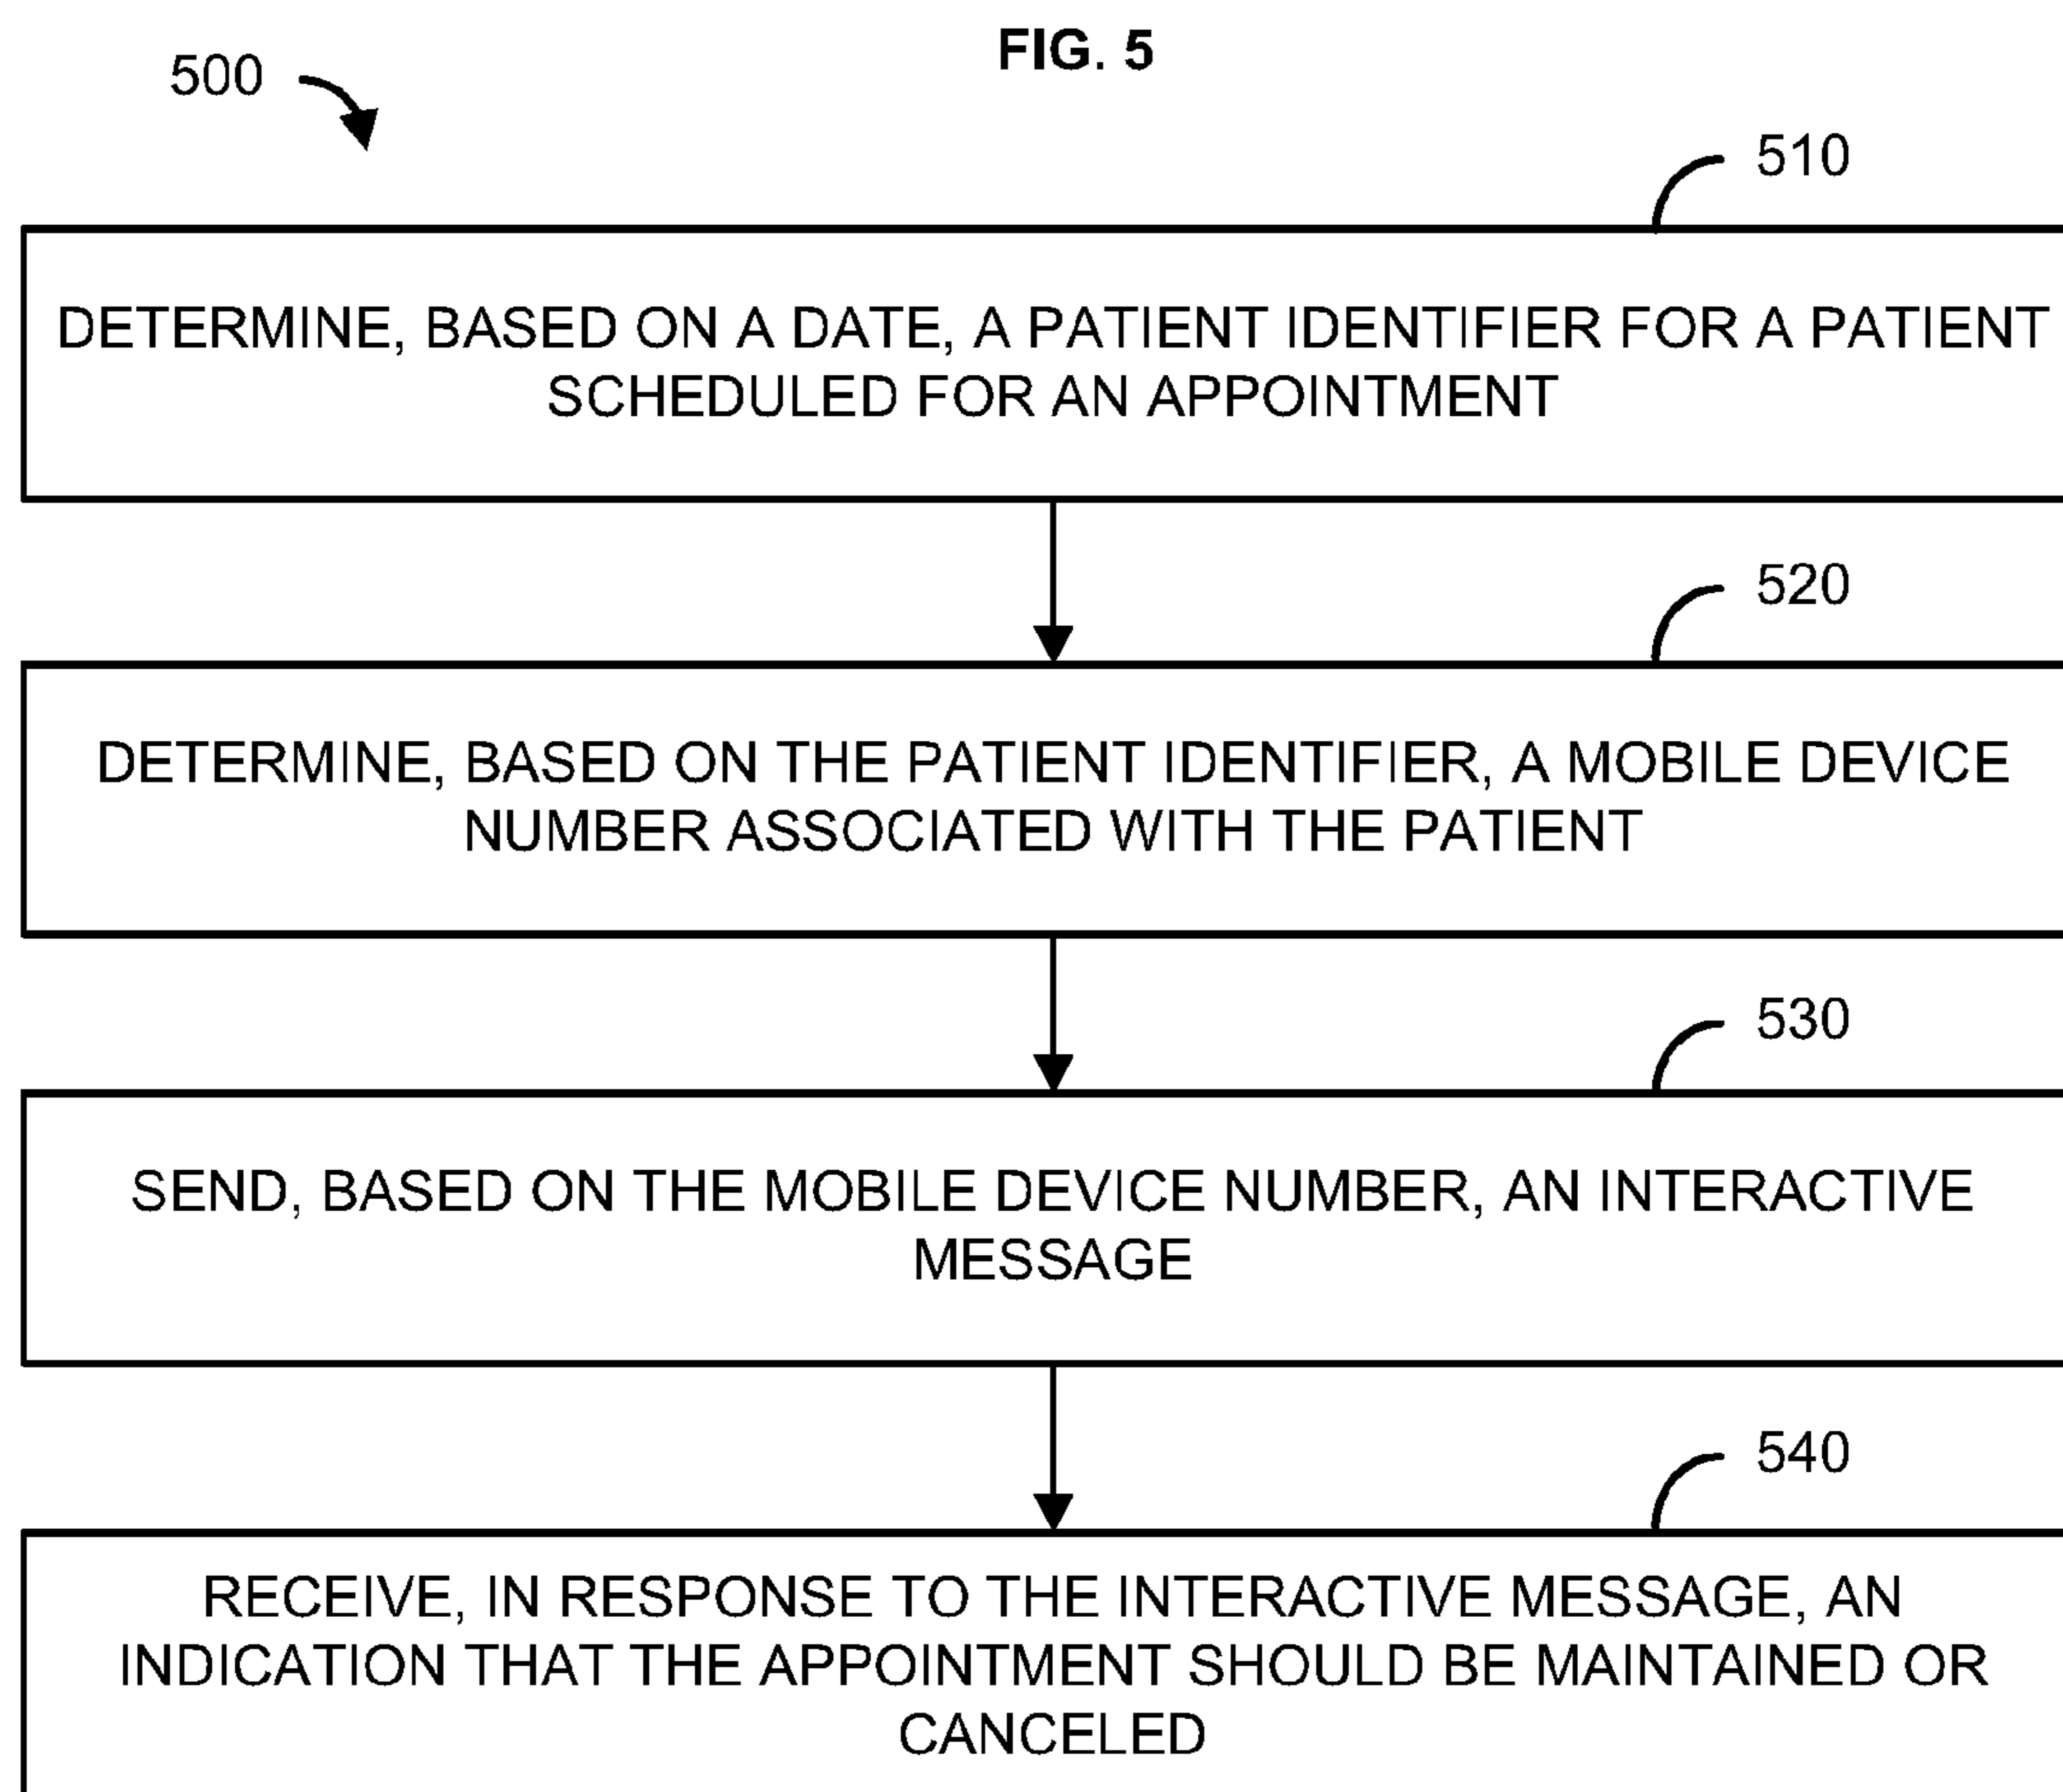 FIG. 5
500
510
DETERMINE, BASED ON A DATE, A PATIENT IDENTIFIER FOR A PATIENT
SCHEDULED FOR AN APPOINTMENT
520
DETERMINE, BASED ON THE PATIENT IDENTIFIER, A MOBILE DEVICE
NUMBER ASSOCIATED WITH THE PATIENT
530
SEND, BASED ON THE MOBILE DEVICE NUMBER, AN INTERACTIVE
MESSAGE
540
RECEIVE, IN RESPONSE TO THE INTERACTIVE MESSAGE, AN
INDICATION THAT THE APPOINTMENT SHOULD BE MAINTAINED OR
CANCELED